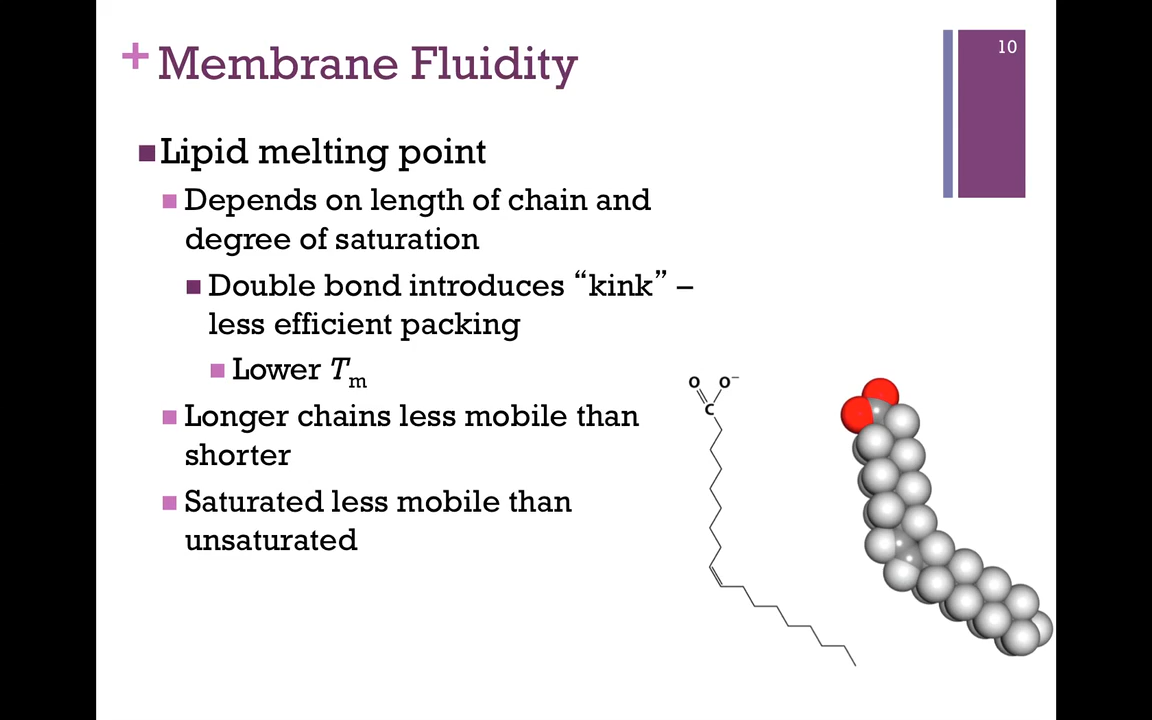 10
+ Membrane Fluidity
Lipid melting point
Depends on length of chain and
degree of saturation
Double bond introduces “kink” –
less efficient packing
Lower Tm
Longer chains less mobile than
shorter
Saturated less mobile than
unsaturated
O O−
C